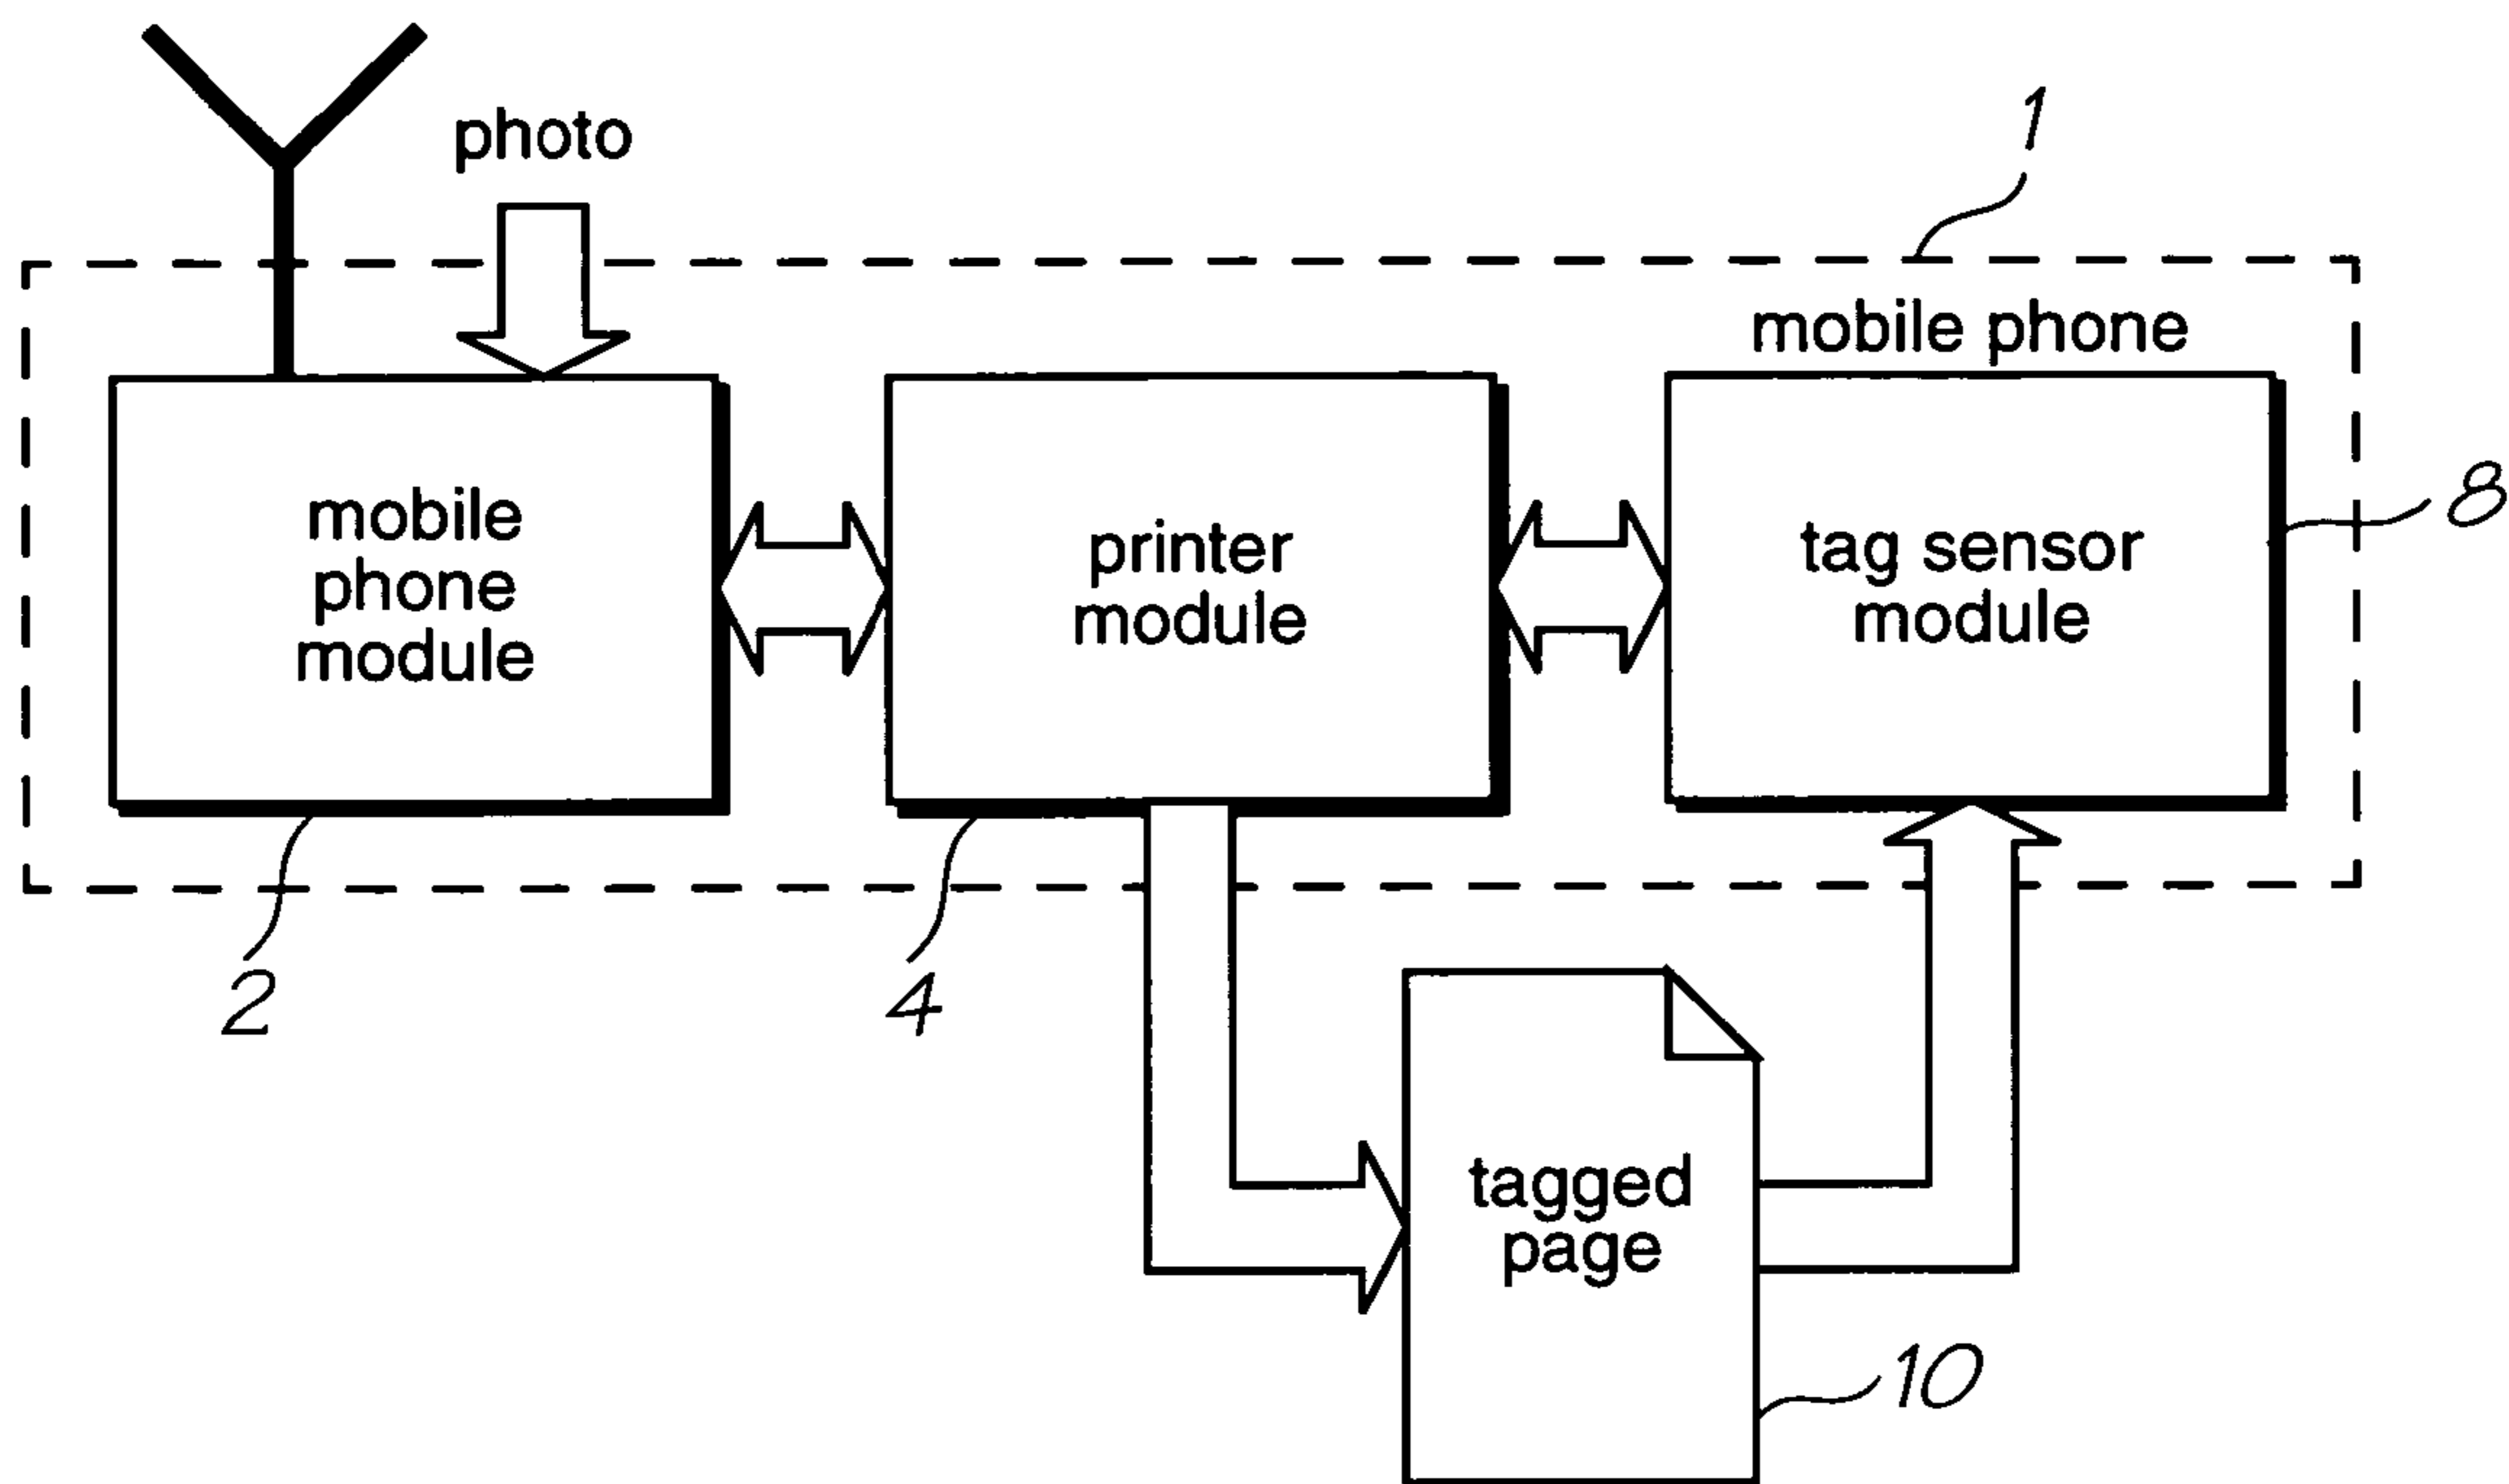 photo
1
mobile phone
mobile
phone
module
printer
module
tag sensor
module
8
2
4
tagged
page
10